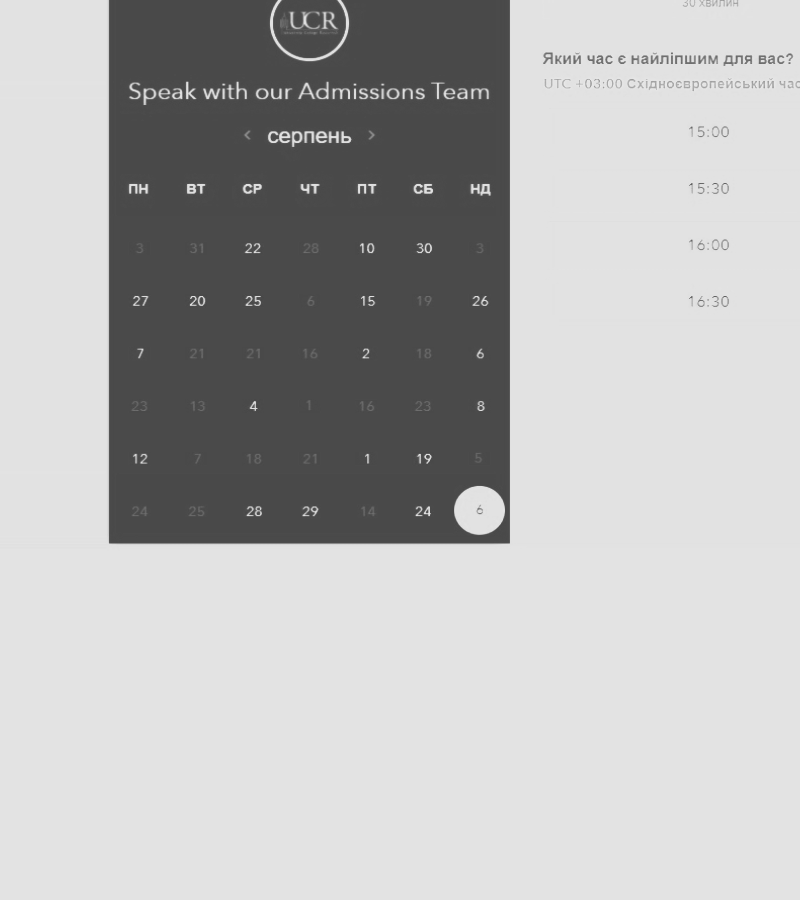 UCR
30 хвилин
Speak with our Admissions Team
серпень
ПН ВТ СР ЧТ ПТ СБ НД
3 31 22 28 10 30 3
27 20 25 6 15 19 26
7 21 21 16 2 18 6
23 13 4 1 16 23 8
12 7 18 21 1 19 5
24 25 28 29 14 24 6
Який час є найліпшим для вас?
UTC +03:00 Східноєвропейський час
15:00
15:30
16:00
16:30